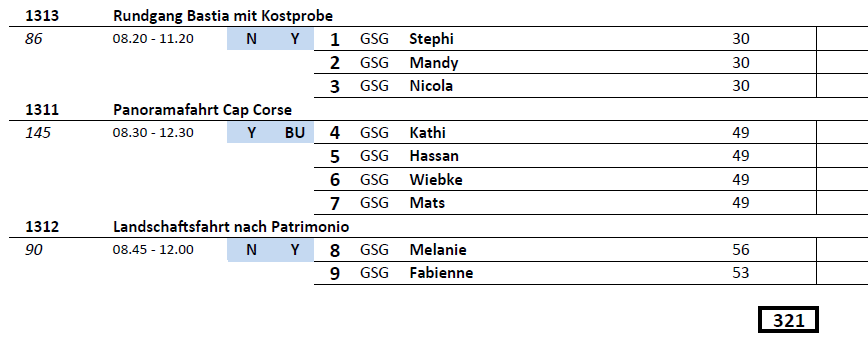 1313 Rundgang Bastia mit Kostprobe
86 08.20 - 11.20 N Y 1 GSG Stephi 30
2 GSG Mandy 30
3 GSG Nicola 30
1311 Panoramafahrt Cap Corse
145 08.30 - 12.30 Y BU 4 GSG Kathi 49
5 GSG Hassan 49
6 GSG Wiebke 49
7 GSG Mats 49
1312 Landschaftsfahrt nach Patrimonio
90 08.45 - 12.00 N Y 8 GSG Melanie 56
9 GSG Fabienne 53
321